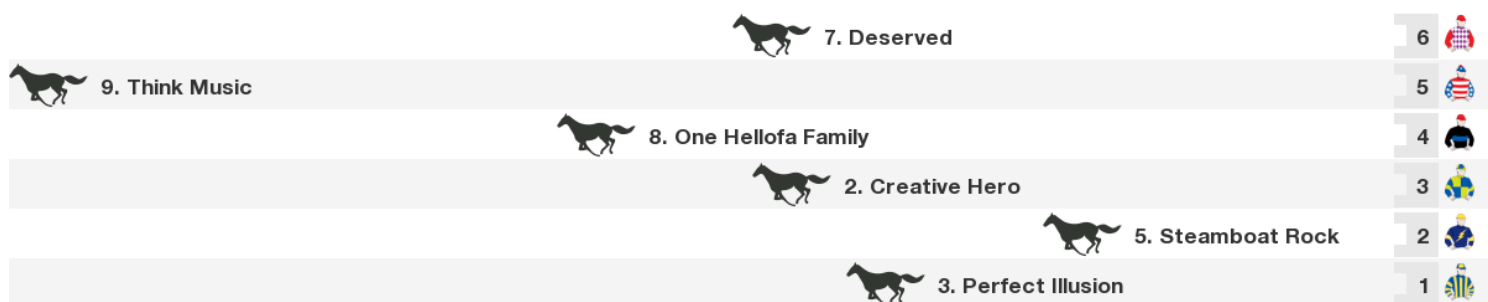 7. Deserved 6
9. Think Music 5
8. One Hellofa Family 4
2. Creative Hero 3
5. Steamboat Rock 2
3. Perfect Illusion 1